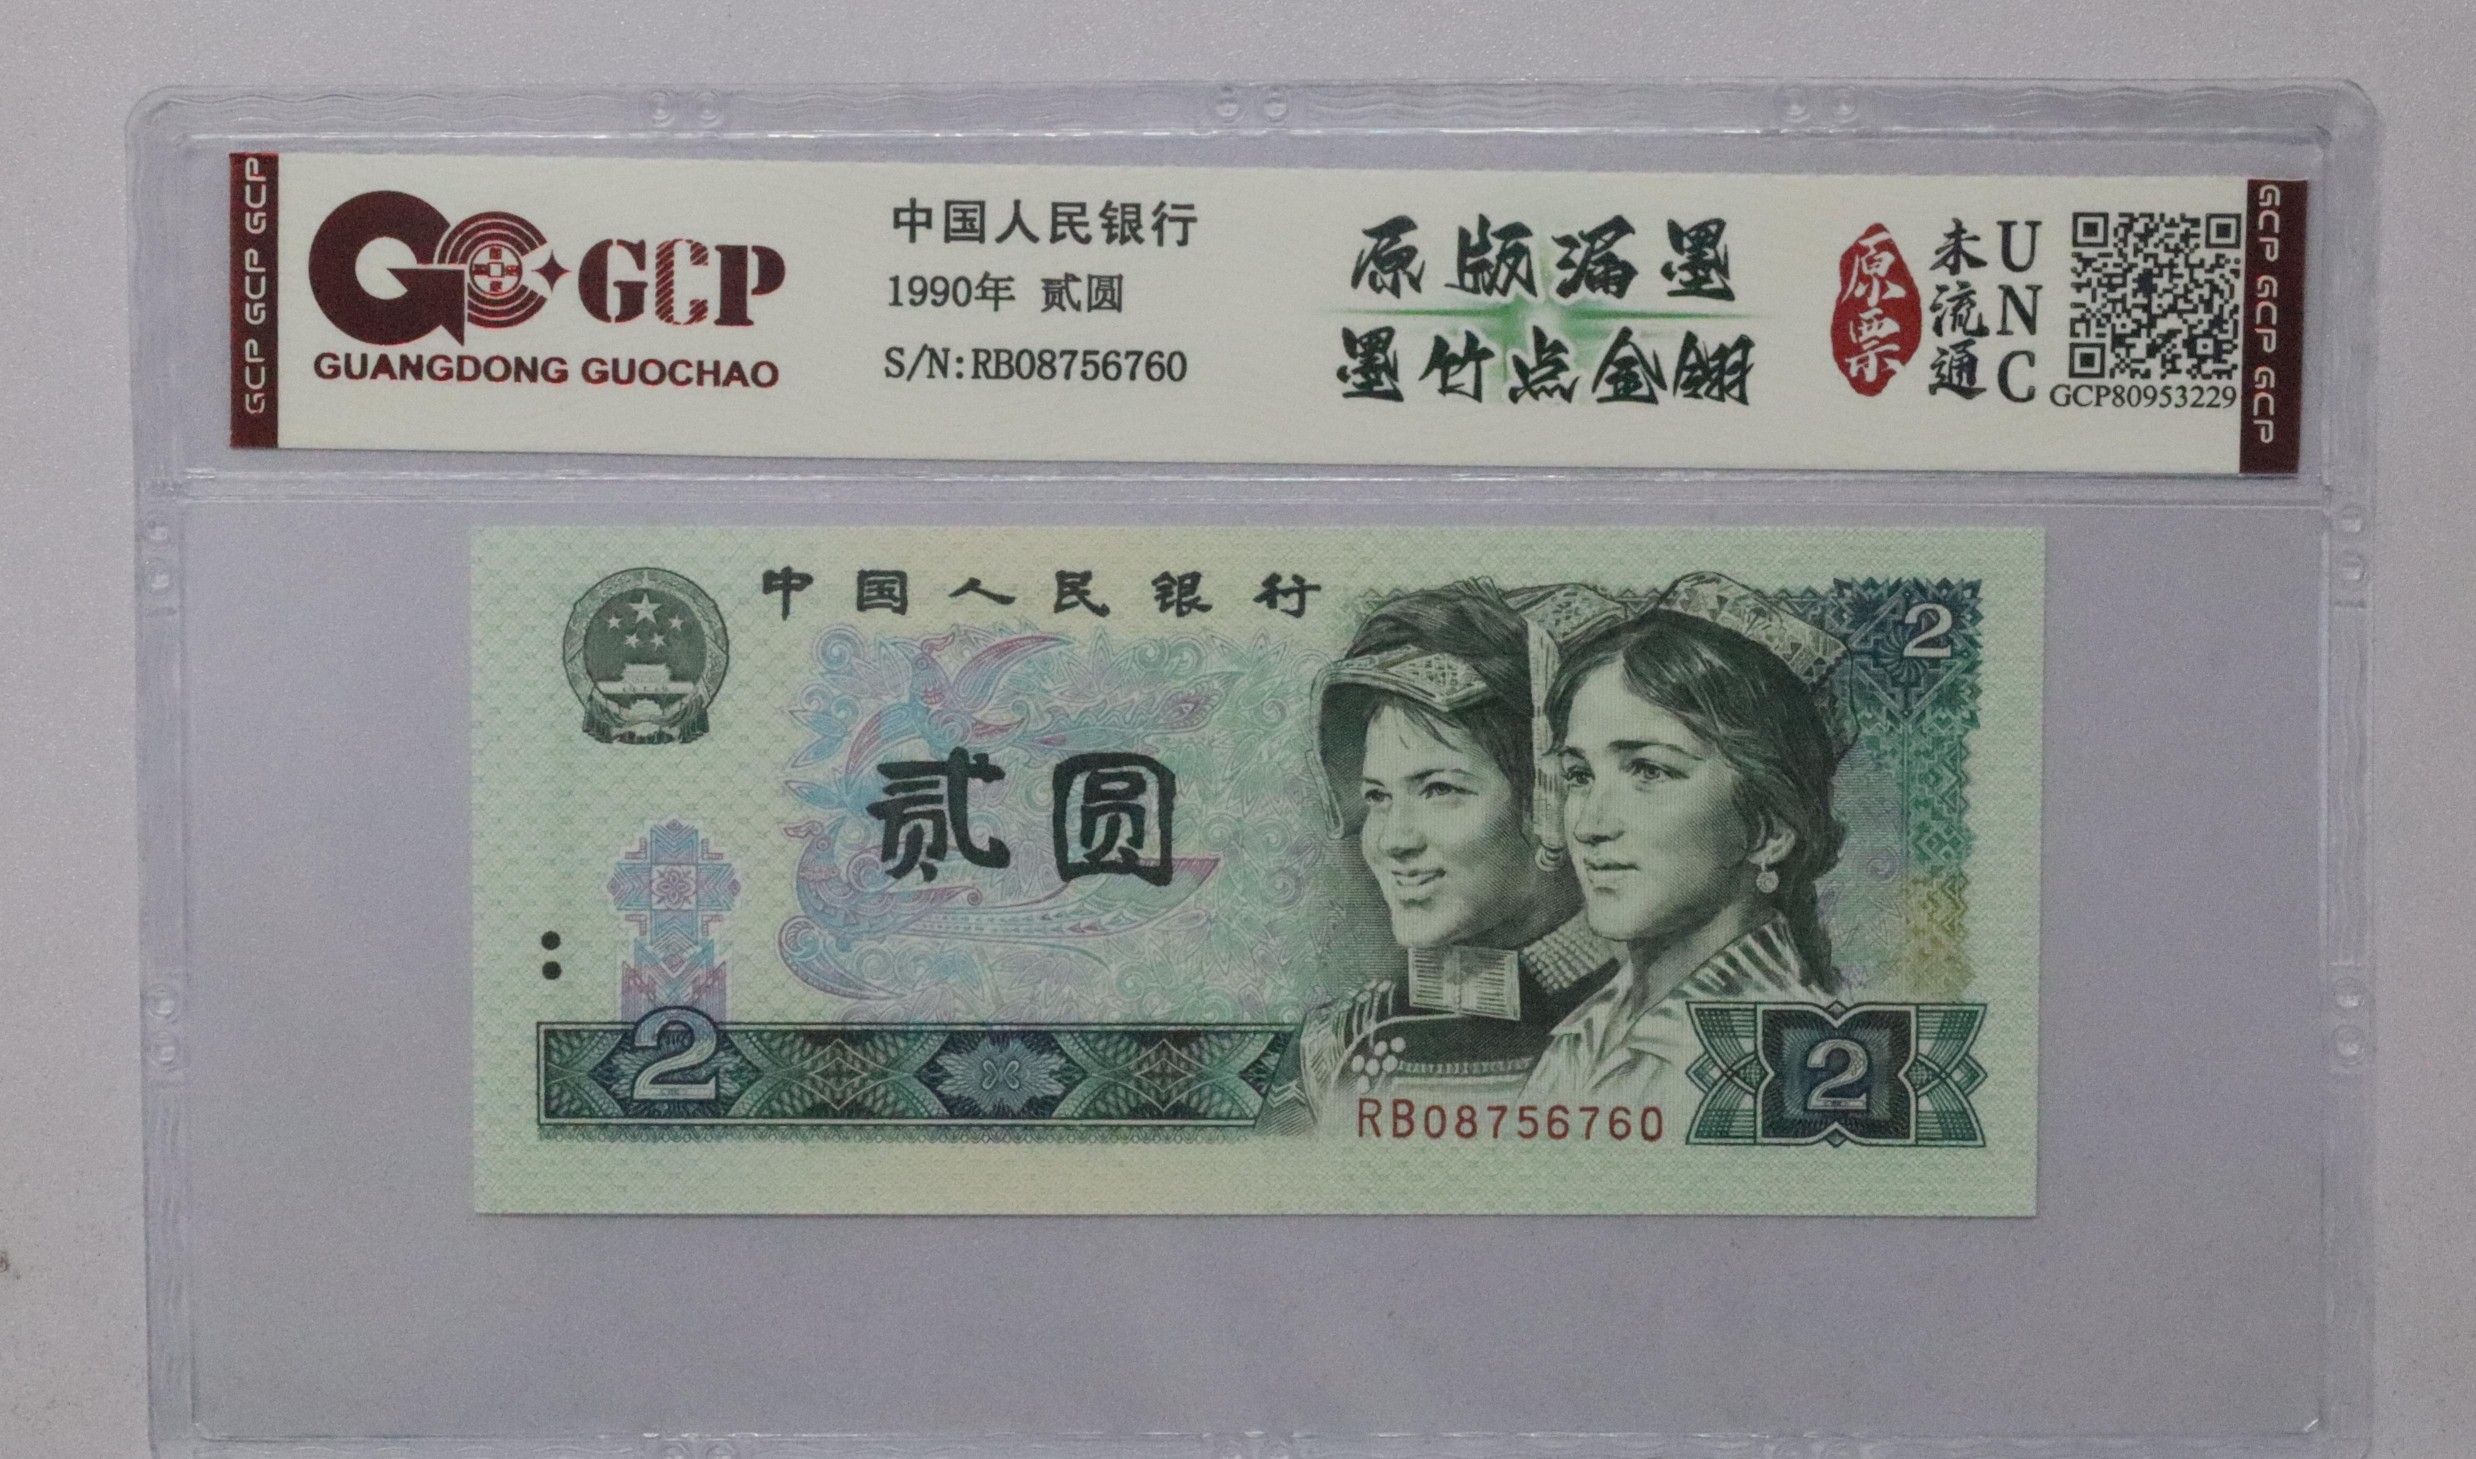 GCP GCP GCP
GCP
GUANGDONG GUOCHAO
中国人民银行
1990年 贰圆
S/N:RB08756760
原版漏墨
墨竹点金翎
原票
未流通
UNC
GCP80953229
GCP GCP GCP
中国人民银行
2
贰圆
2
2
RB08756760